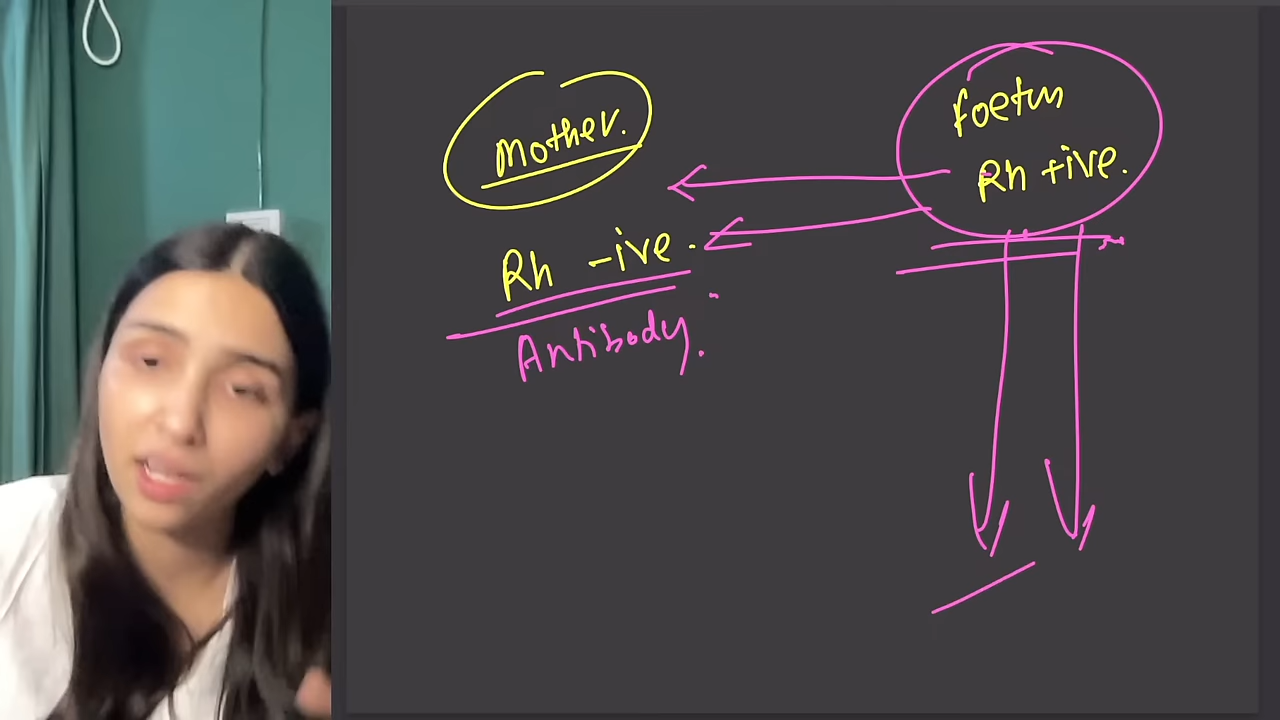 Mother.
Rh -ive.
Antibody.
foetus
Rh +ive.